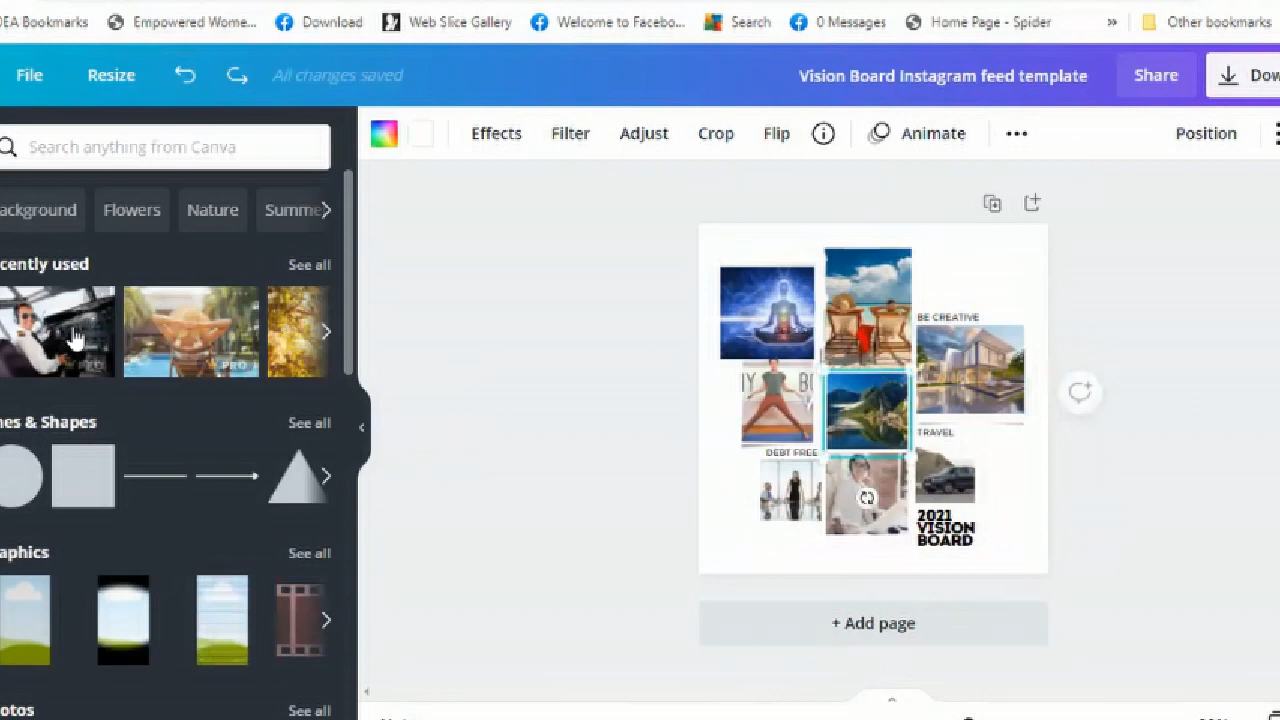 DEA Bookmarks Empowered Wome... Download Web Slice Gallery Welcome to Facebo... Search 0 Messages Home Page - Spider » Other bookmarks
File Resize All changes saved Vision Board Instagram feed template Share Dow
Effects Filter Adjust Crop Flip Animate ••• Position
Search anything from Canva
ackground Flowers Nature Summe
cently used See all
PRO
nes & Shapes See all
aphics See all
otos See all
BE CREATIVE
TRAVEL
DEBT FREE
2021
VISION
BOARD
+ Add page